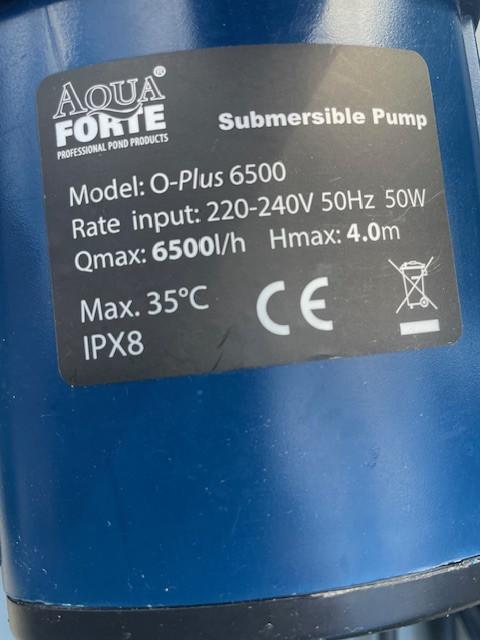 AQUA®
FORTE
PROFESSIONAL POND PRODUCTS
Submersible Pump
Model: O-Plus 6500
Rate input: 220-240V 50Hz 50W
Qmax: 6500l/h Hmax: 4.0m
Max. 35°C
IPX8
CE